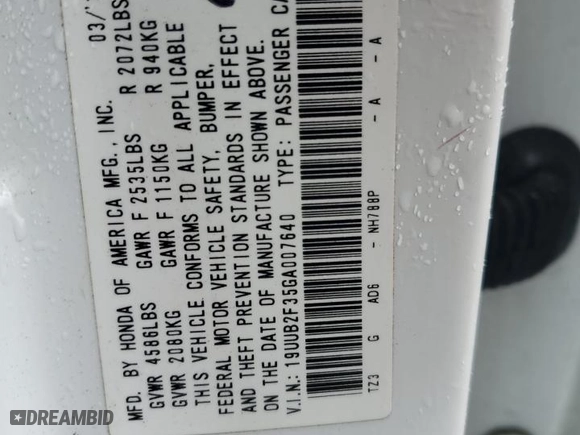 MFD. BY HONDA OF AMERICA MFG., INC. 03/
GVWR 4586LBS GAWR F 2535LBS R 2072LBS
GVWR 2080KG GAWR F 1150KG R 940KG
THIS VEHICLE CONFORMS TO ALL APPLICABLE
FEDERAL MOTOR VEHICLE SAFETY, BUMPER,
AND THEFT PREVENTION STANDARDS IN EFFECT
ON THE DATE OF MANUFACTURE SHOWN ABOVE.
V.I.N.: 19UUB2F35GA007640 TYPE: PASSENGER CA
TZ3 G AD6 - NH788P - A - A
DREAMBID